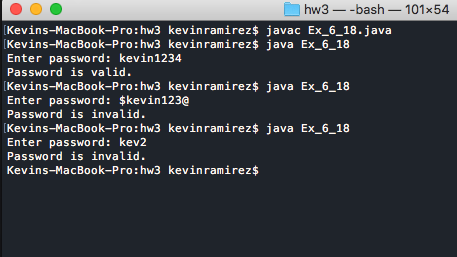 hw3 — -bash — 101×54
[Kevins-MacBook-Pro:hw3 kevinramirez$ javac Ex_6_18.java
[Kevins-MacBook-Pro:hw3 kevinramirez$ java Ex_6_18
Enter password: kevin1234
Password is valid.
[Kevins-MacBook-Pro:hw3 kevinramirez$ java Ex_6_18
Enter password: $kevin123@
Password is invalid.
[Kevins-MacBook-Pro:hw3 kevinramirez$ java Ex_6_18
Enter password: kev2
Password is invalid.
Kevins-MacBook-Pro:hw3 kevinramirez$